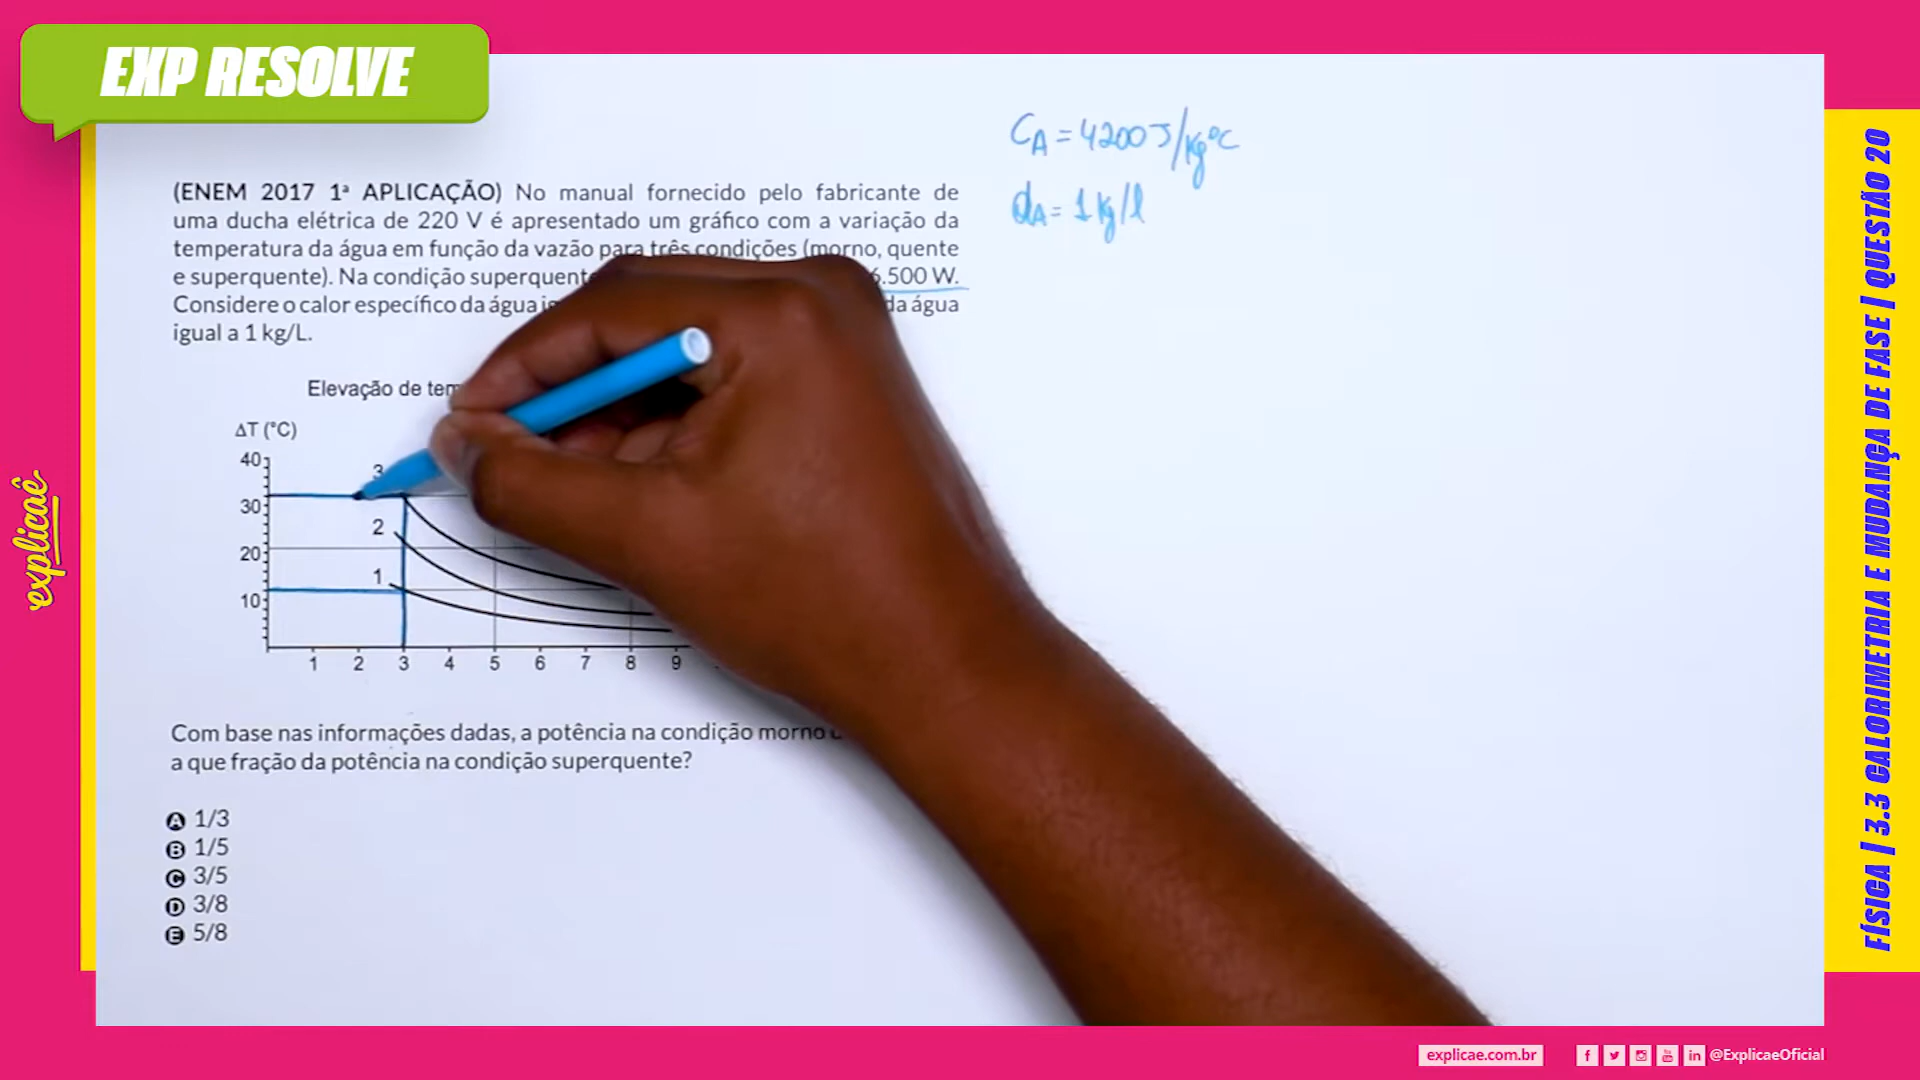 EXP RESOLVE
(ENEM 2017 1ª APLICAÇÃO) No manual fornecido pelo fabricante de
uma ducha elétrica de 220 V é apresentado um gráfico com a variação da
temperatura da água em função da vazão para três condições (morno, quente
e superquente). Na condição superquent 6.500 W.
Considere o calor específico da água da água
igual a 1 kg/L.
CA = 4200 J/kg°C
dA = 1 kg/l
Elevação de
ΔT (°C)
40
30
20
10
3
2
1
1 2 3 4 5 6 7 8 9
Com base nas informações dadas, a potência na condição morno
a que fração da potência na condição superquente?
A 1/3
B 1/5
C 3/5
D 3/8
E 5/8
explicaê
FÍSICA | 3.3 CALORIMETRIA E MUDANÇA DE FASE | QUESTÃO 20
explicae.com.br
@ExplicaeOficial